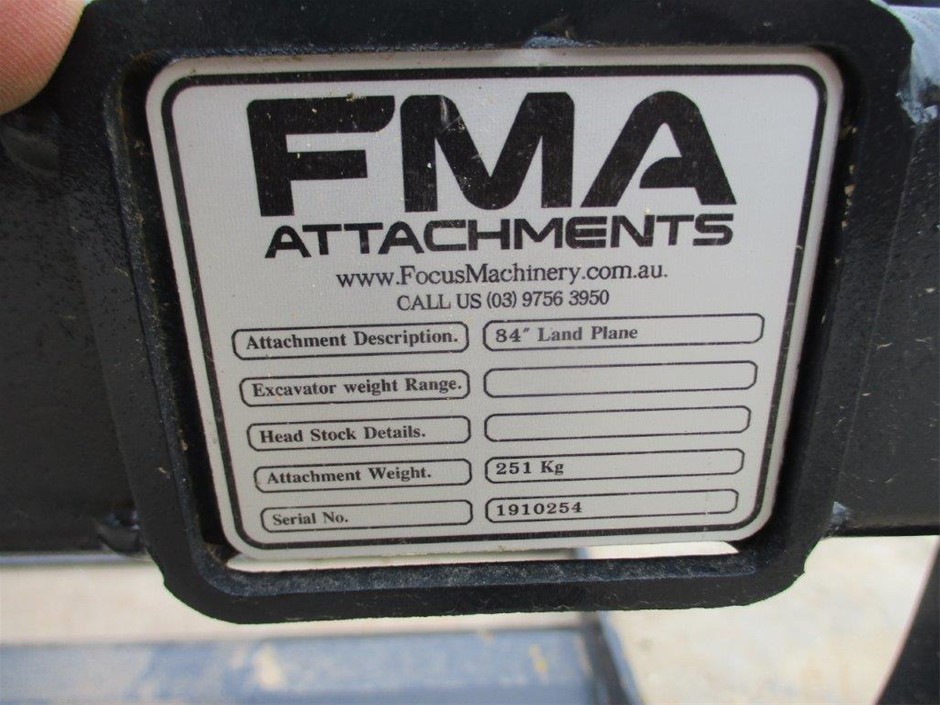 FMA
ATTACHMENTS
www.FocusMachinery.com.au.
CALL US (03) 9756 3950
Attachment Description. 84" Land Plane
Excavator weight Range.
Head Stock Details.
Attachment Weight. 251 Kg
Serial No. 1910254